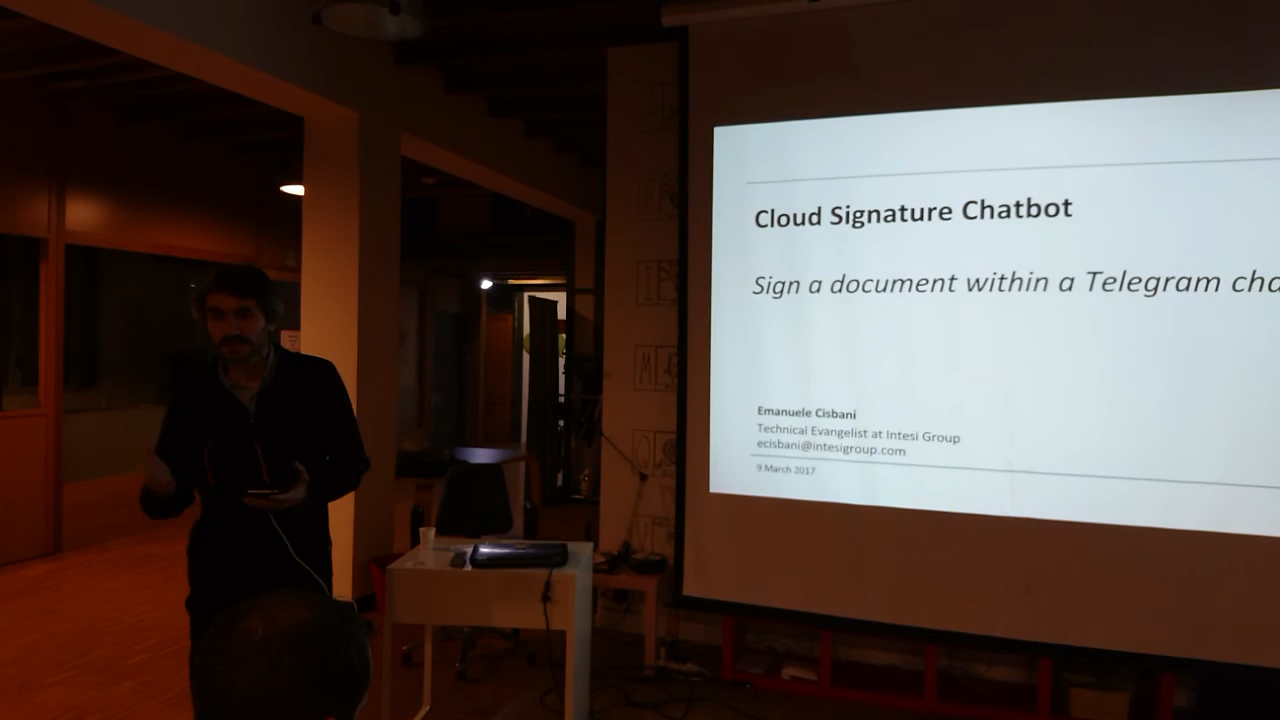 Cloud Signature Chatbot
Sign a document within a Telegram cha
Emanuele Cisbani
Technical Evangelist at Intesi Group
ecisbani@intesigroup.com
9 March 2017